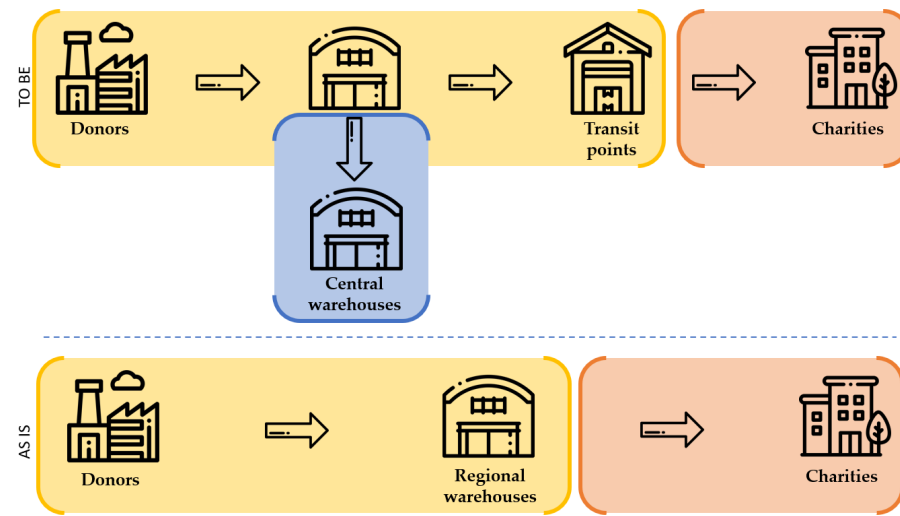 TO BE
Donors
Transit
points
Charities
Central
warehouses
AS IS
Donors
Regional
warehouses
Charities